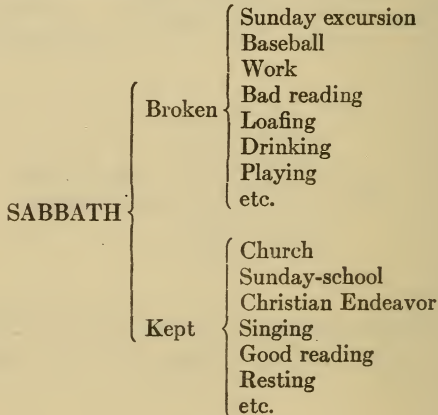 Sunday excursion
Baseball
Work
Bad reading
Broken
Loafing
Drinking
Playing
etc.
SABBATH
Church
Sunday-school
Christian Endeavor
Singing
Kept
Good reading
Resting
etc.